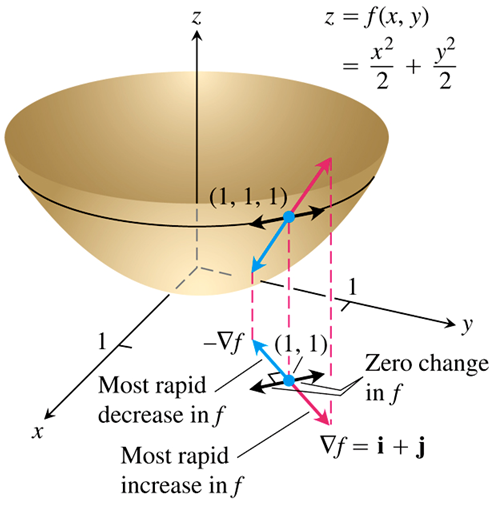 z
z = f(x, y)
= x²/2 + y²/2
(1, 1, 1)
1
y
1
x
–∇f
(1, 1)
Zero change
in f
Most rapid
decrease in f
∇f = i + j
Most rapid
increase in f